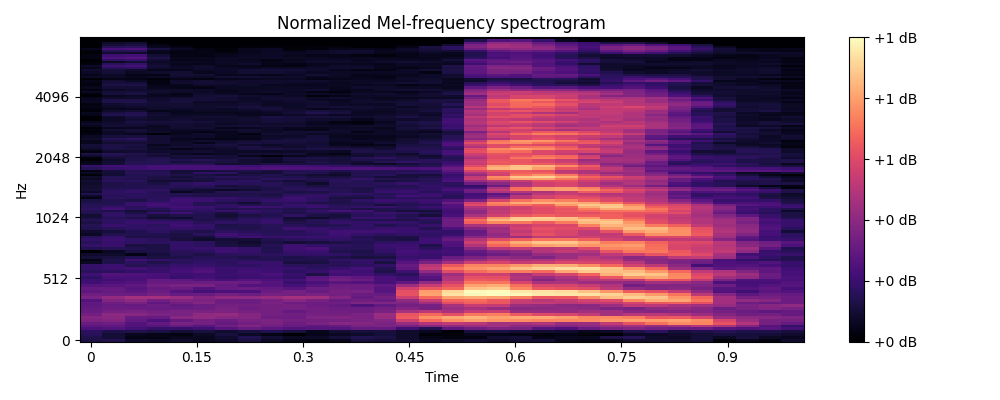 Normalized Mel-frequency spectrogram
Hz
4096
2048
1024
512
0
0 0.15 0.3 0.45 0.6 0.75 0.9
Time
+1 dB
+1 dB
+1 dB
+0 dB
+0 dB
+0 dB